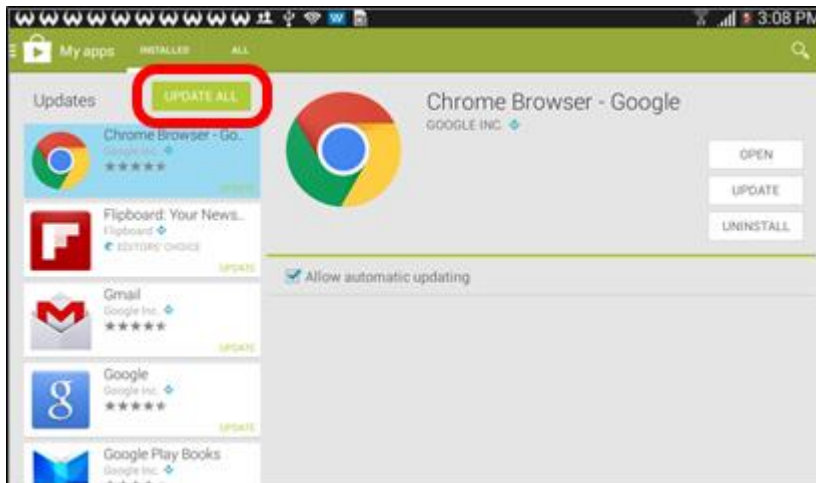 3:08 PM
My apps INSTALLED ALL
Updates UPDATE ALL
Chrome Browser - Go..
Google Inc.
UPDATE
Flipboard: Your News..
Flipboard
EDITORS' CHOICE
UPDATE
Gmail
Google Inc.
UPDATE
Google
Google Inc.
UPDATE
Google Play Books
Google Inc.
Chrome Browser - Google
GOOGLE INC.
OPEN
UPDATE
UNINSTALL
Allow automatic updating